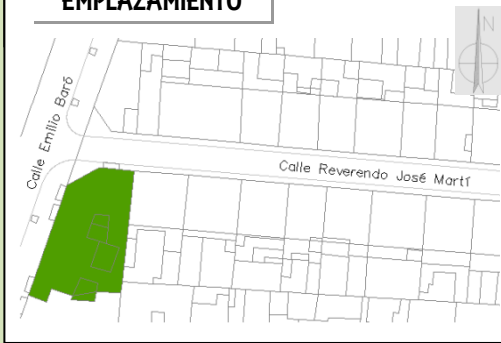 EMPLAZAMIENTO
N
Calle Emilio Baró
Calle Reverendo José Martí